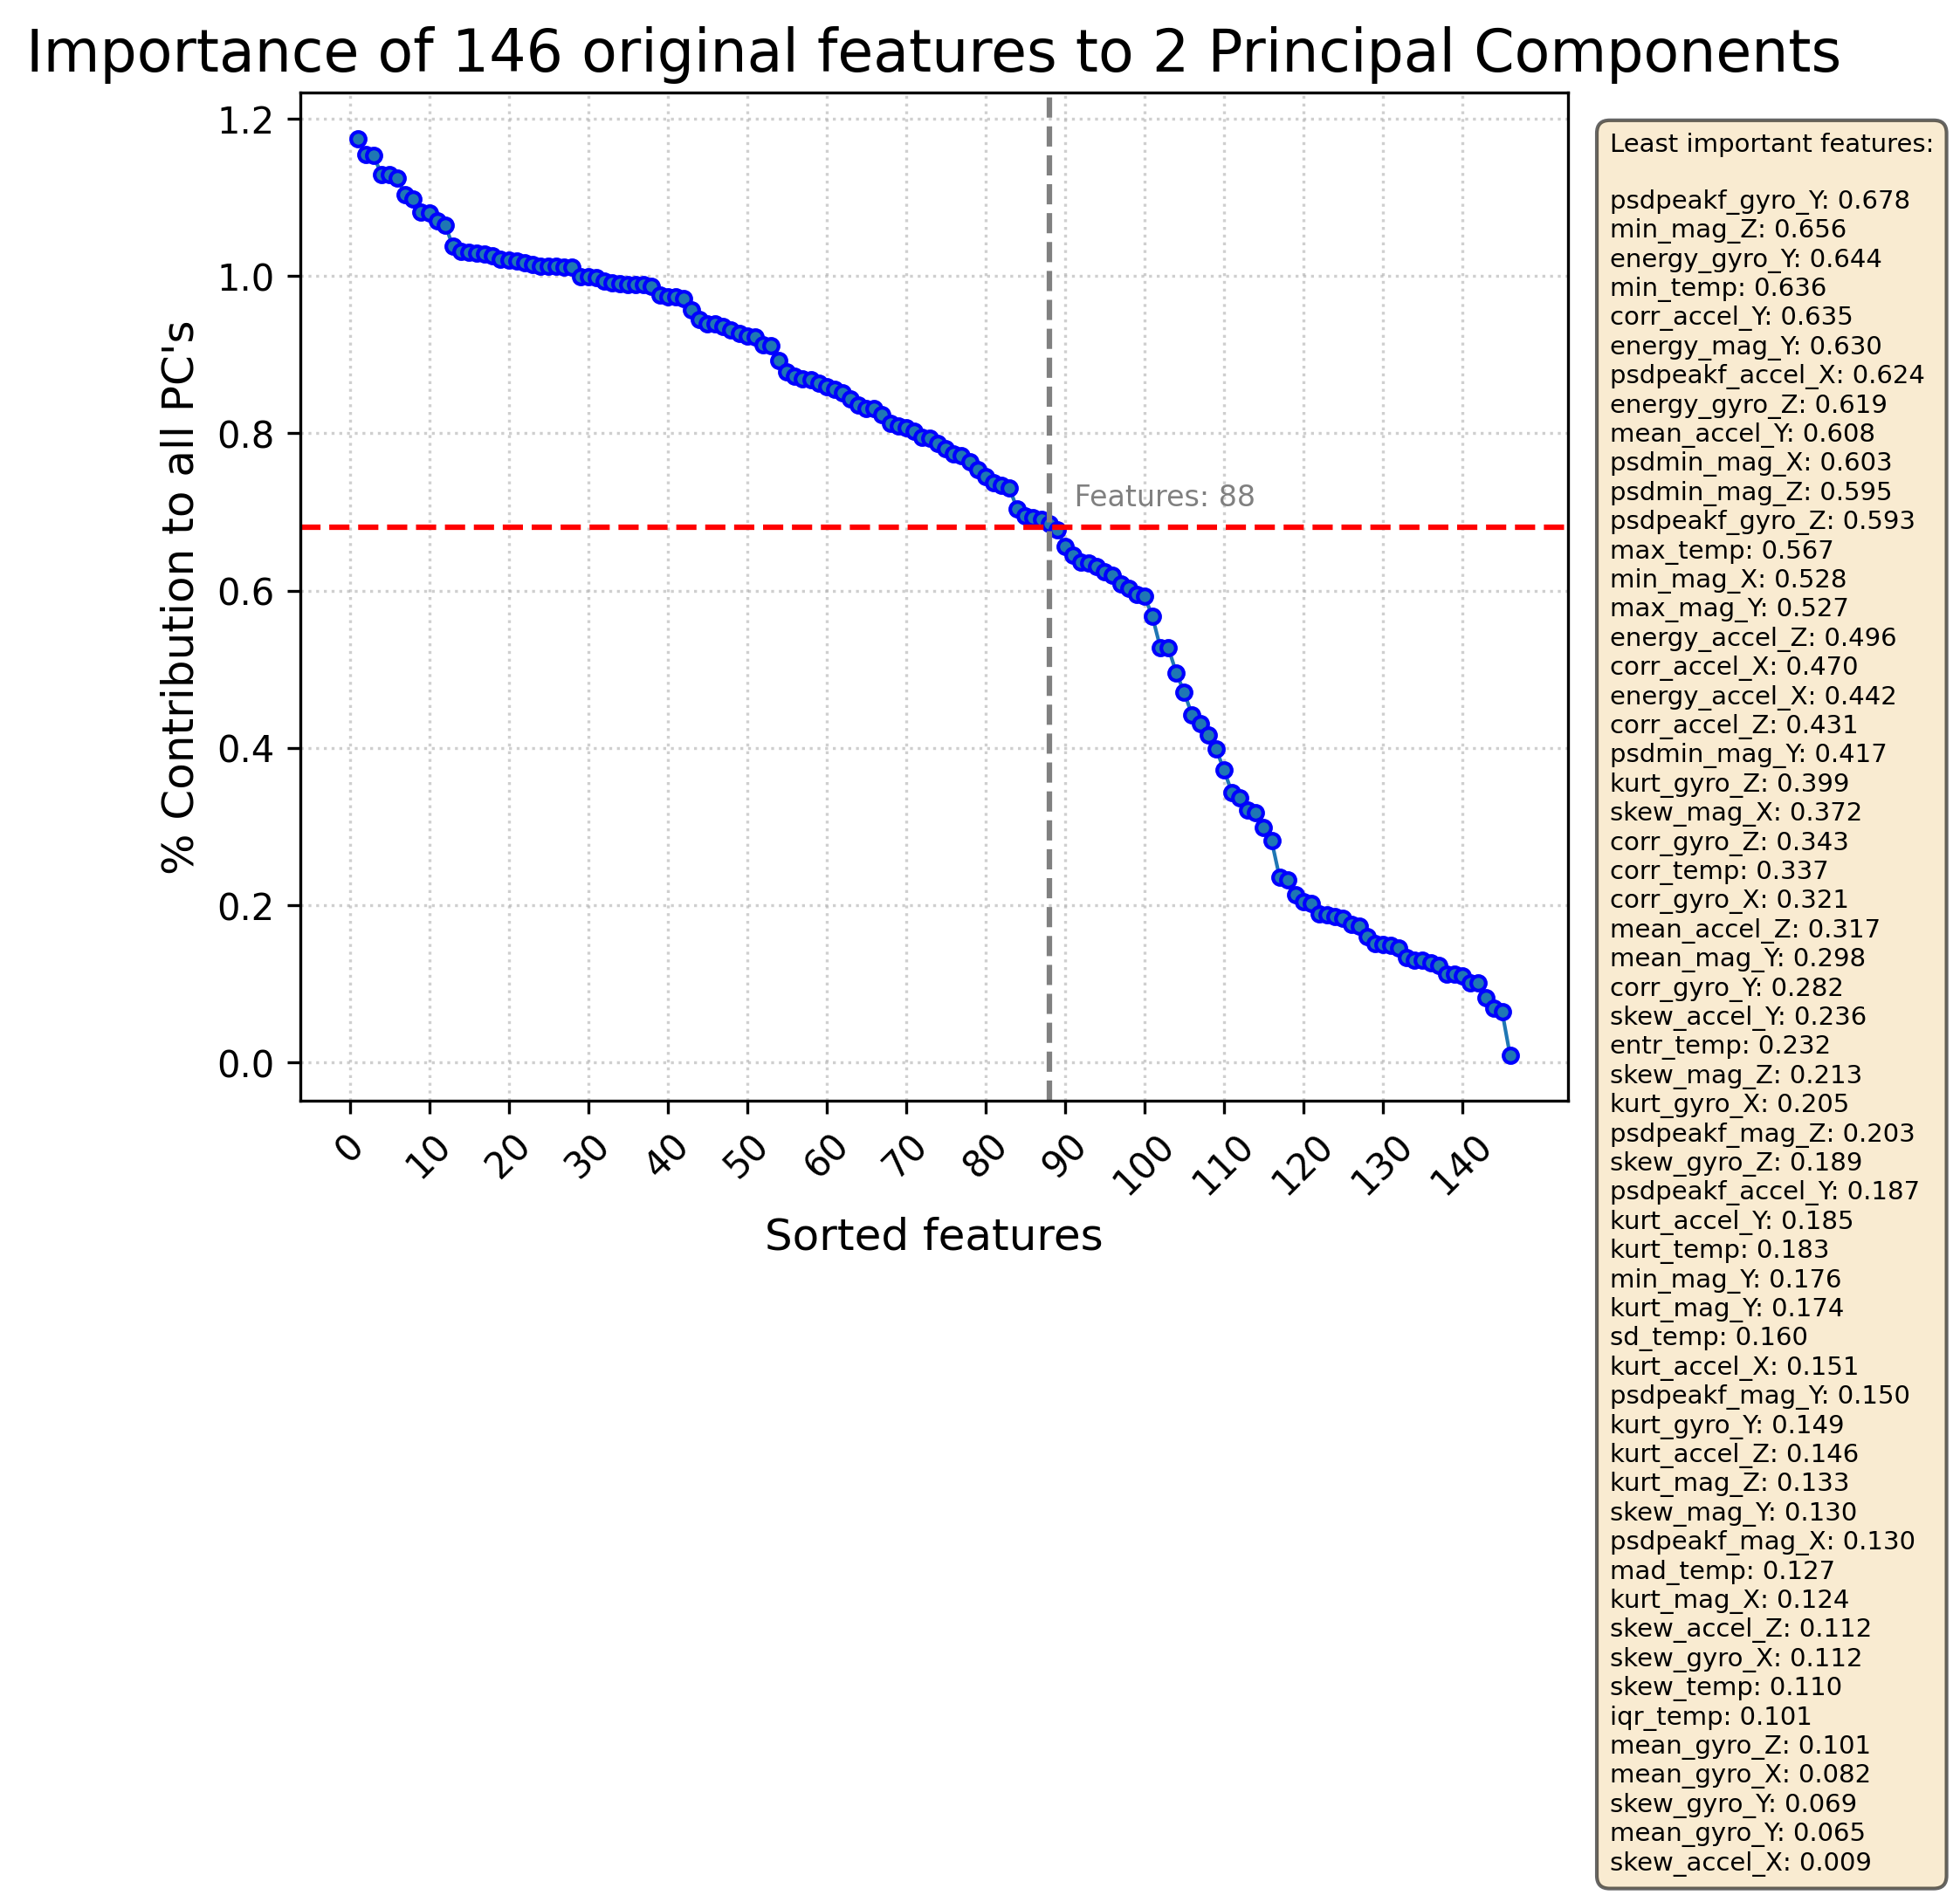 Importance of 146 original features to 2 Principal Components
1.2
1.0
0.8
0.6
0.4
0.2
0.0
% Contribution to all PC's
Features: 88
0
10
20
30
40
50
60
70
80
90
100
110
120
130
140
Sorted features
Least important features:
psdpeakf_gyro_Y: 0.678
min_mag_Z: 0.656
energy_gyro_Y: 0.644
min_temp: 0.636
corr_accel_Y: 0.635
energy_mag_Y: 0.630
psdpeakf_accel_X: 0.624
energy_gyro_Z: 0.619
mean_accel_Y: 0.608
psdmin_mag_X: 0.603
psdmin_mag_Z: 0.595
psdpeakf_gyro_Z: 0.593
max_temp: 0.567
min_mag_X: 0.528
max_mag_Y: 0.527
energy_accel_Z: 0.496
corr_accel_X: 0.470
energy_accel_X: 0.442
corr_accel_Z: 0.431
psdmin_mag_Y: 0.417
kurt_gyro_Z: 0.399
skew_mag_X: 0.372
corr_gyro_Z: 0.343
corr_temp: 0.337
corr_gyro_X: 0.321
mean_accel_Z: 0.317
mean_mag_Y: 0.298
corr_gyro_Y: 0.282
skew_accel_Y: 0.236
entr_temp: 0.232
skew_mag_Z: 0.213
kurt_gyro_X: 0.205
psdpeakf_mag_Z: 0.203
skew_gyro_Z: 0.189
psdpeakf_accel_Y: 0.187
kurt_accel_Y: 0.185
kurt_temp: 0.183
min_mag_Y: 0.176
kurt_mag_Y: 0.174
sd_temp: 0.160
kurt_accel_X: 0.151
psdpeakf_mag_Y: 0.150
kurt_gyro_Y: 0.149
kurt_accel_Z: 0.146
kurt_mag_Z: 0.133
skew_mag_Y: 0.130
psdpeakf_mag_X: 0.130
mad_temp: 0.127
kurt_mag_X: 0.124
skew_accel_Z: 0.112
skew_gyro_X: 0.112
skew_temp: 0.110
iqr_temp: 0.101
mean_gyro_Z: 0.101
mean_gyro_X: 0.082
skew_gyro_Y: 0.069
mean_gyro_Y: 0.065
skew_accel_X: 0.009